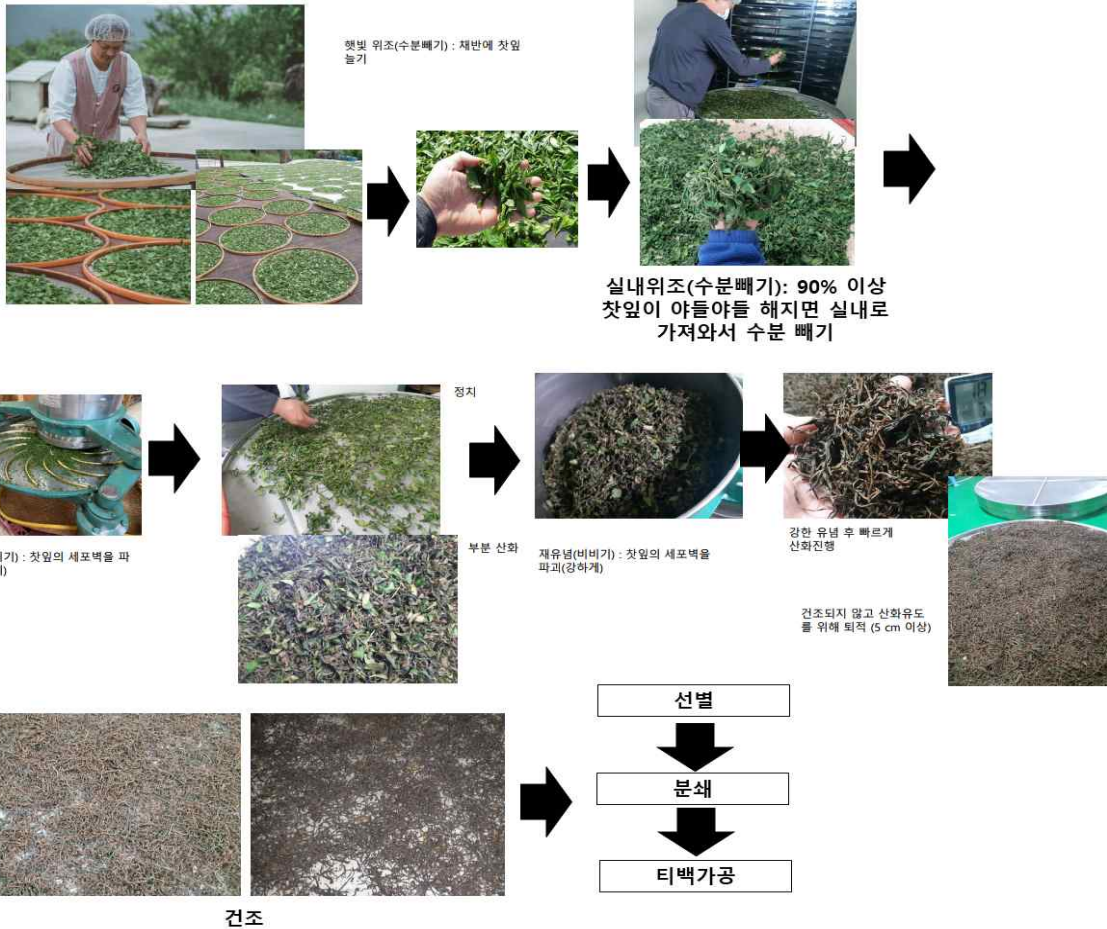 햇빛 위조(수분빼기) : 채반에 찻잎
늘기
실내위조(수분빼기): 90% 이상
찻잎이 야들야들 해지면 실내로
가져와서 수분 빼기
정치
기) : 찻잎의 세포벽을 파
부분 산화
재유념(비비기) : 찻잎의 세포벽을
파괴(강하게)
강한 유념 후 빠르게
산화진행
건조되지 않고 산화유도
를 위해 퇴적 (5 cm 이상)
건조
선별
분쇄
티백가공